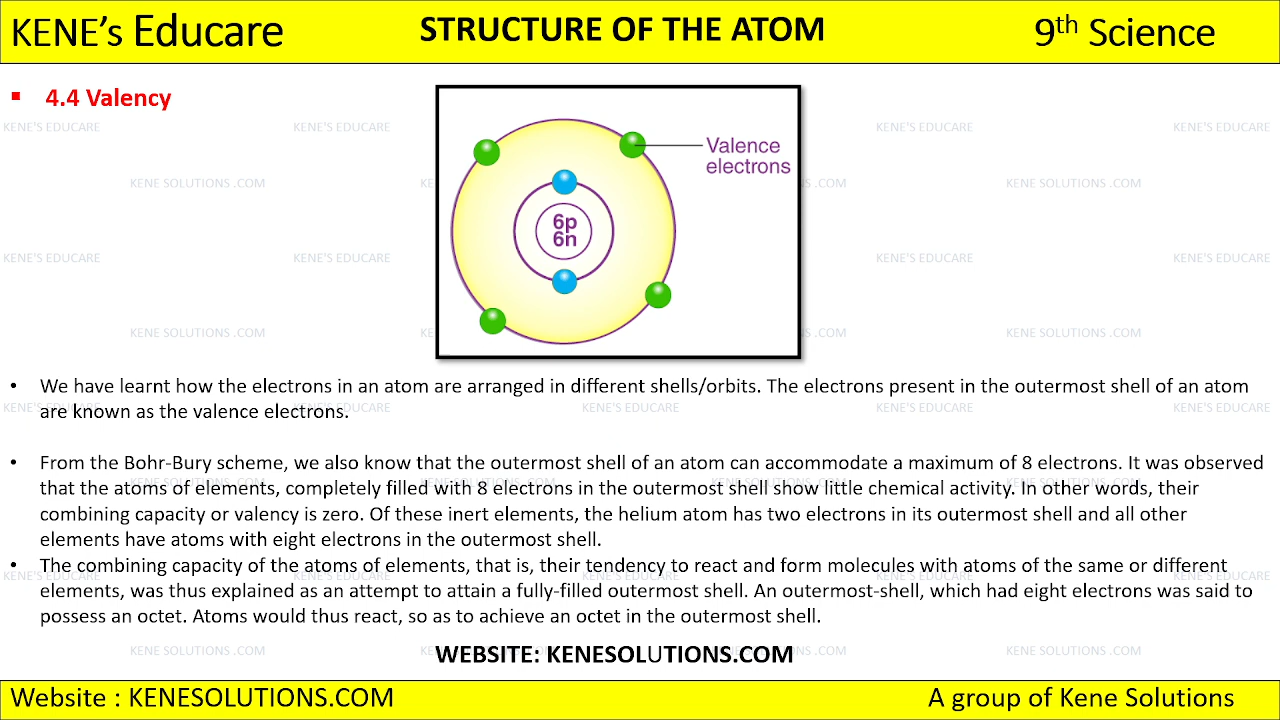 KENE's Educare
STRUCTURE OF THE ATOM
9th Science
▪ 4.4 Valency
Valence
electrons
6p
6n
• We have learnt how the electrons in an atom are arranged in different shells/orbits. The electrons present in the outermost shell of an atom
are known as the valence electrons.
• From the Bohr-Bury scheme, we also know that the outermost shell of an atom can accommodate a maximum of 8 electrons. It was observed
that the atoms of elements, completely filled with 8 electrons in the outermost shell show little chemical activity. In other words, their
combining capacity or valency is zero. Of these inert elements, the helium atom has two electrons in its outermost shell and all other
elements have atoms with eight electrons in the outermost shell.
• The combining capacity of the atoms of elements, that is, their tendency to react and form molecules with atoms of the same or different
elements, was thus explained as an attempt to attain a fully-filled outermost shell. An outermost-shell, which had eight electrons was said to
possess an octet. Atoms would thus react, so as to achieve an octet in the outermost shell.
WEBSITE: KENESOLUTIONS.COM
Website : KENESOLUTIONS.COM
A group of Kene Solutions
KENE'S EDUCARE
KENE SOLUTIONS .COM